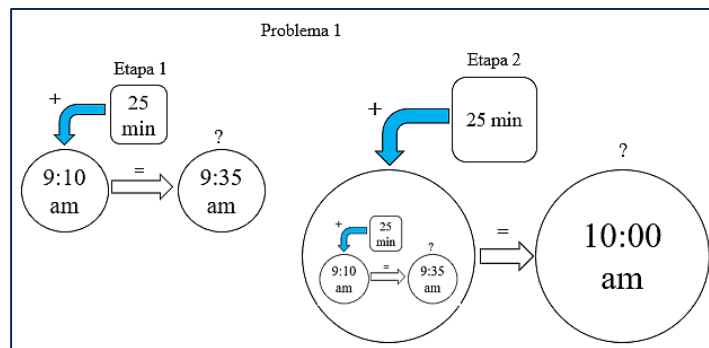 Problema 1
Etapa 1
+
25
min
9:10
am
=
?
9:35
am
Etapa 2
+
25 min
+
25
min
9:10
am
=
?
9:35
am
=
?
10:00
am